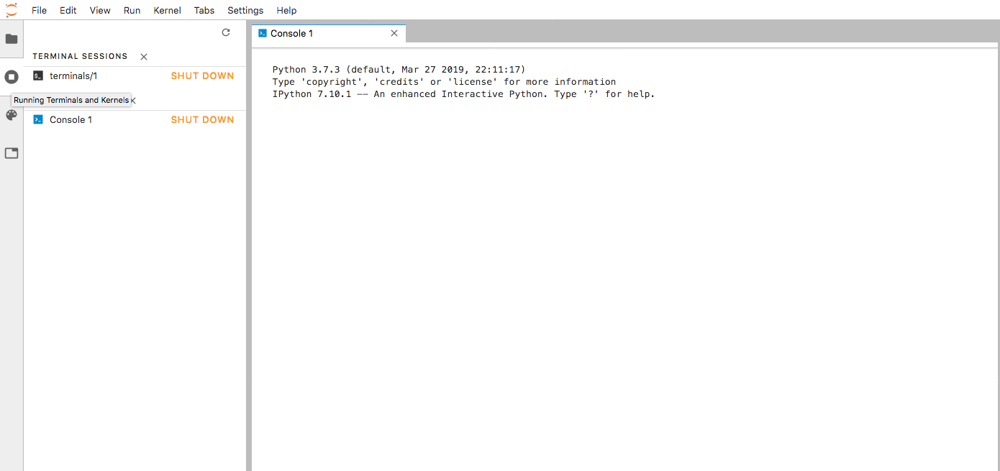 File Edit View Run Kernel Tabs Settings Help
TERMINAL SESSIONS
terminals/1 SHUT DOWN
Running Terminals and Kernels
Console 1 SHUT DOWN
Console 1
Python 3.7.3 (default, Mar 27 2019, 22:11:17)
Type 'copyright', 'credits' or 'license' for more information
IPython 7.10.1 -- An enhanced Interactive Python. Type '?' for help.